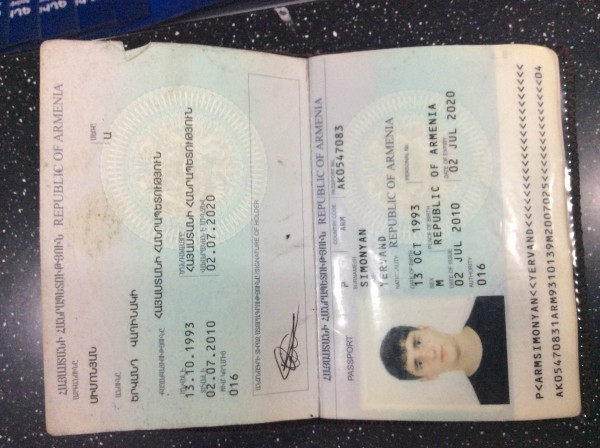 ՀԱՅԱՍՏԱՆԻ ՀԱՆՐԱՊԵՏՈՒԹՅՈՒՆ REPUBLIC OF ARMENIA
ՍԻՄՈՆՅԱՆ
Ա
ԵՐՎԱՆԴ ՎԱՐԻՆԱԿԻ
ՀԱՅԱՍՏԱՆԻ ՀԱՆՐԱՊԵՏՈՒԹՅՈՒՆ
13.10.1993
ՀԱՅԱՍՏԱՆԻ ՀԱՆՐԱՊԵՏՈՒԹՅՈՒՆ
02.07.2010
02.07.2020
016
/SIGNATURE OF HOLDER
ՀԱՅԱՍՏԱՆԻ ՀԱՆՐԱՊԵՏՈՒԹՅՈՒՆ REPUBLIC OF ARMENIA
PASSPORT
P
ARM
AK0547083
SIMONYAN
YERVAND
REPUBLIC OF ARMENIA
13 OCT 1993
M
REPUBLIC OF ARMENIA
02 JUL 2010
02 JUL 2020
AUTHORITY
016
P<ARMSIMONYAN<<YERVAND<<<<<<<<<<<<<<<<<<<<<<
AK05470831ARM9310139M2007025<<<<<<<<<<<<<<04